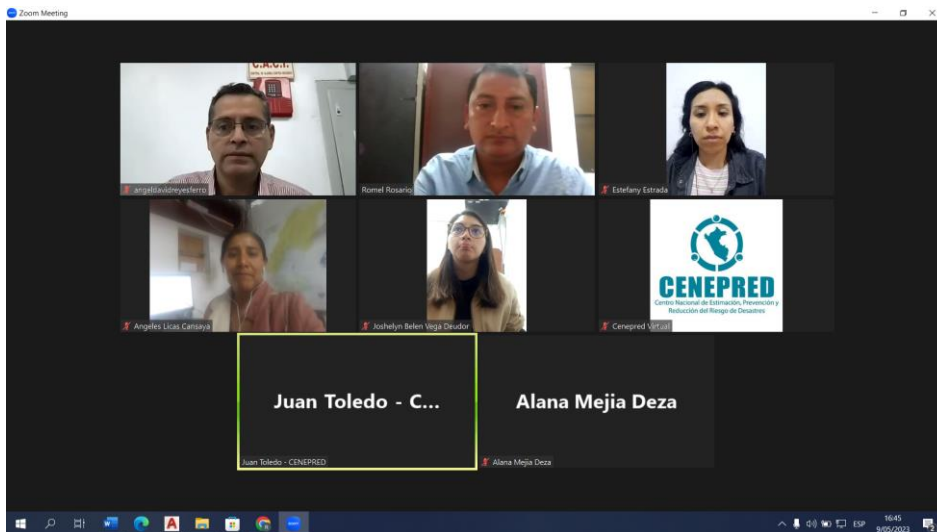 Zoom Meeting
C.A.C.I.
angeldavidreyesferro
Romel Rosario
Estefany Estrada
Angeles Licas Cansaya
Joshelyn Belen Vega Deudor
CENEPRED
Centro Nacional de Estimación, Prevención y
Reducción del Riesgo de Desastres
Cenepred Virtual
Juan Toledo - C...
Juan Toledo - CENEPRED
Alana Mejia Deza
Alana Mejia Deza
ESP
16:45
9/05/2023